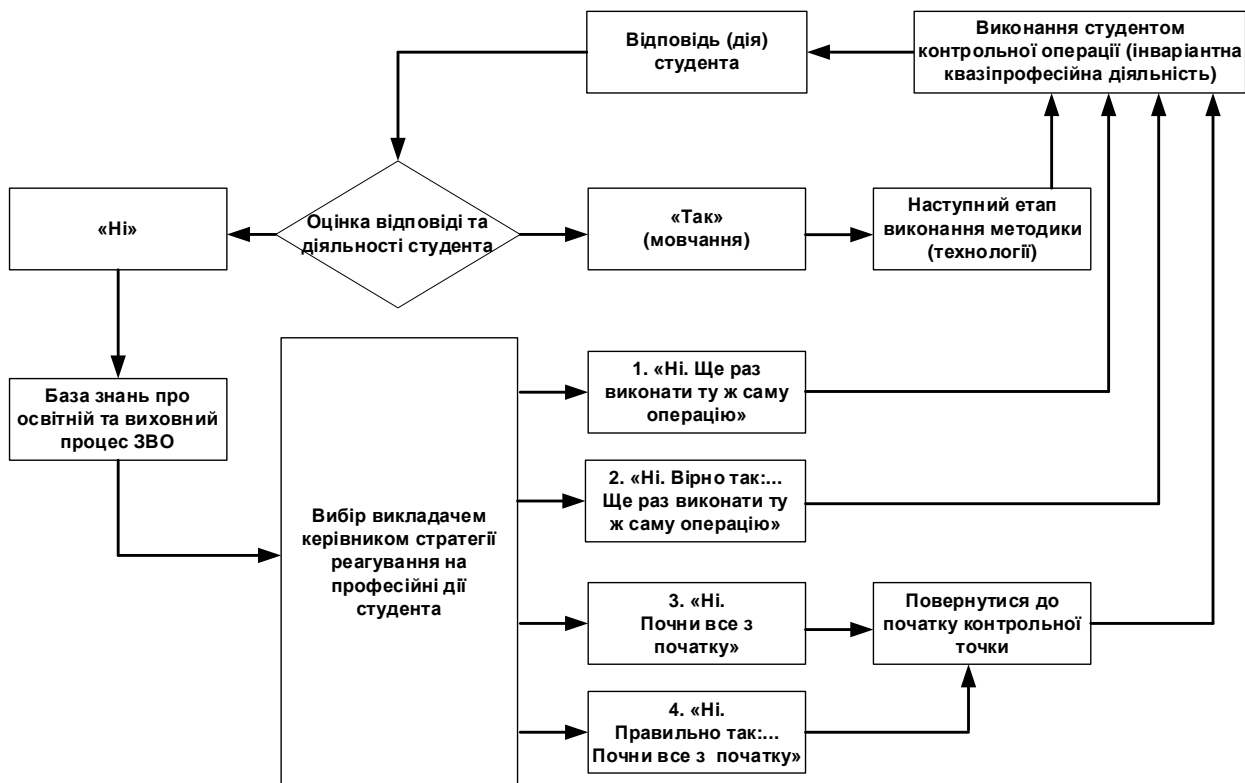 Відповідь (дія)
студента
Виконання студентом
контрольної операції (інваріантна
квазіпрофесійна діяльність)
«Ні»
Оцінка відповіді та
діяльності студента
«Так»
(мовчання)
Наступний етап
виконання методики
(технології)
База знань про
освітній та виховний
процес ЗВО
Вибір викладачем
керівником стратегії
реагування на
професійні дії
студента
1. «Ні. Ще раз
виконати ту ж саму
операцію»
2. «Ні. Вірно так:...
Ще раз виконати ту
ж саму операцію»
3. «Ні.
Почни все з
початку»
Повернутися до
початку контрольної
точки
4. «Ні.
Правильно так:...
Почни все з початку»